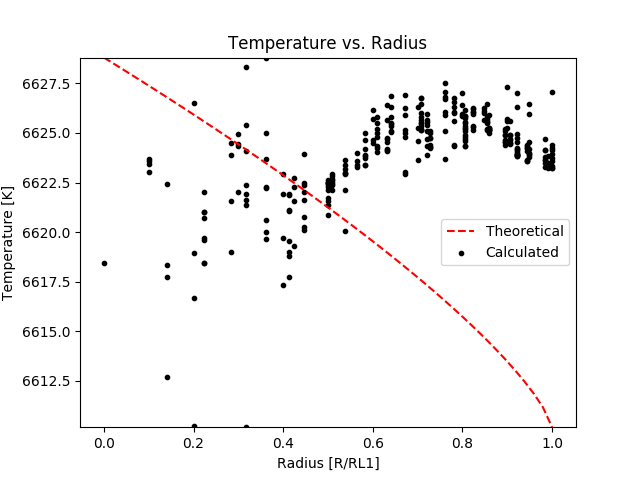 Temperature vs. Radius
Temperature [K]
6627.5
6625.0
6622.5
6620.0
6617.5
6615.0
6612.5
Theoretical
Calculated
0.0 0.2 0.4 0.6 0.8 1.0
Radius [R/RL1]